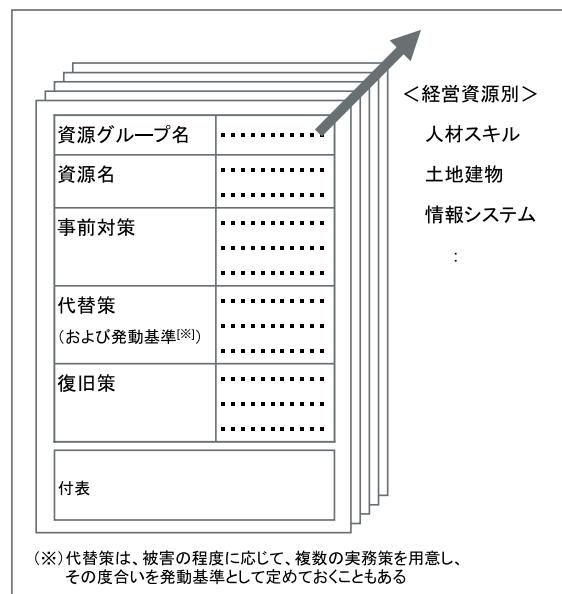 ＜経営資源別＞
人材スキル
土地建物
情報システム
：
資源グループ名
資源名
事前対策
代替策
（および発動基準[※]）
復旧策
付表
（※）代替策は、被害の程度に応じて、複数の実務策を用意し、
その度合いを発動基準として定めておくこともある